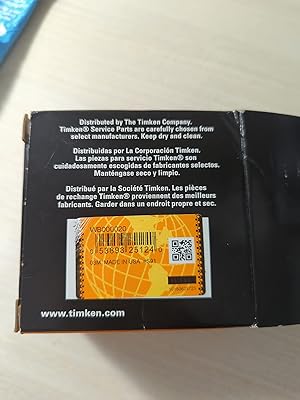 Distributed by The Timken Company.
Timken® Service Parts are carefully chosen from
select manufacturers. Keep dry and clean.
Distribuidas por La Corporación Timken.
Las piezas para servicio Timken® son
cuidadosamente escogidas de fabricantes selectos.
Manténgase seco y limpio.
Distribué par la Société Timken. Les pièces
de rechange Timken® proviennent des meilleurs
fabricants. Garder dans un endroit propre et sec.
WB000020
53893 25124
MADE IN USA
www.timken.com